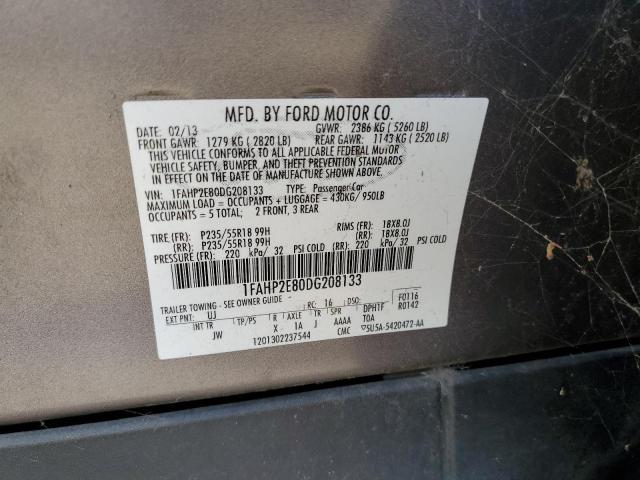 MFD. BY FORD MOTOR CO.
DATE: 02/13 GVWR: 2386 KG ( 5260 LB)
FRONT GAWR: 1279 KG ( 2820 LB) REAR GAWR: 1143 KG ( 2520 LB)
THIS VEHICLE CONFORMS TO ALL APPLICABLE FEDERAL MOTOR
VEHICLE SAFETY, BUMPER, AND THEFT PREVENTION STANDARDS
IN EFFECT ON THE DATE OF MANUFACTURE SHOWN ABOVE.
VIN: 1FAHP2E80DG208133 TYPE: Passenger Car
MAXIMUM LOAD = OCCUPANTS + LUGGAGE = 430KG/ 950LB
OCCUPANTS = 5 TOTAL; 2 FRONT, 3 REAR
TIRE (FR): P235/55R18 99H RIMS (FR): 18X8.0J
(RR): P235/55R18 99H (RR): 18X8.0J
PRESSURE (FR): 220 kPa/ 32 PSI COLD (RR): 220 kPa/ 32 PSI COLD
1FAHP2E80DG208133
TRAILER TOWING - SEE OWNER GUIDE
EXT PNT: UJ RC: 16 DSO: F0116
R0142
INT TR TP/PS R AXLE TR SPR DPH1F
JW X 1A J AAAA T0A
1201302237544 CMC 5U5A-5420472-AA